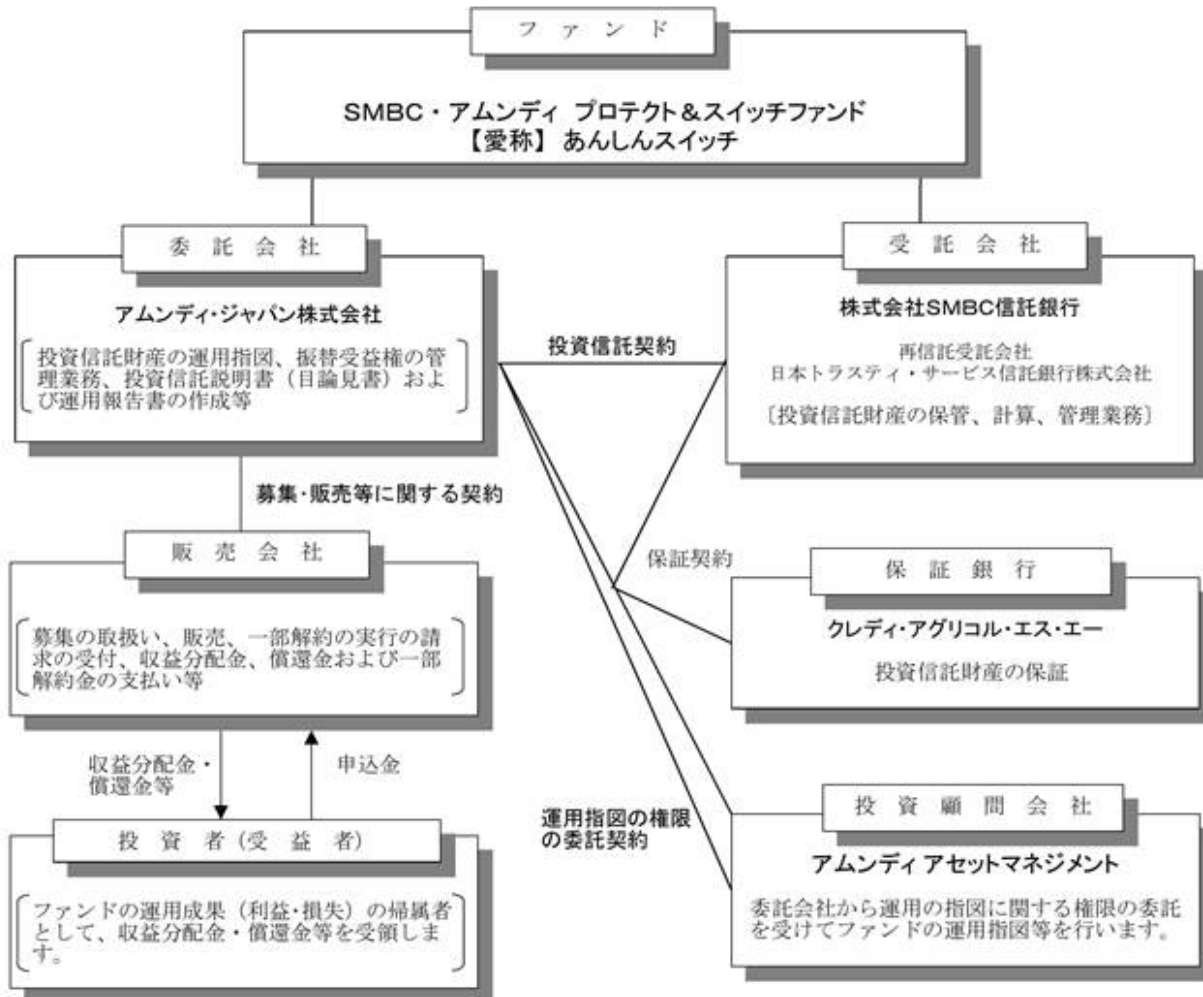 ファンド
SMBC・アムンディ プロテクト＆スイッチファンド
【愛称】 あんしんスイッチ
委託会社
アムンディ・ジャパン株式会社
投資信託財産の運用指図、振替受益権の管
理業務、投資信託説明書（目論見書）およ
び運用報告書の作成等
受託会社
株式会社SMBC信託銀行
再信託受託会社
日本トラスティ・サービス信託銀行株式会社
〔投資信託財産の保管、計算、管理業務〕
投資信託契約
募集・販売等に関する契約
販売会社
募集の取扱い、販売、一部解約の実行の請
求の受付、収益分配金、償還金および一部
解約金の支払い等
保証契約
保証銀行
クレディ・アグリコル・エス・エー
投資信託財産の保証
収益分配金・
償還金等
申込金
運用指図の権限
の委託契約
投資者（受益者）
ファンドの運用成果（利益・損失）の帰属者
として、収益分配金・償還金等を受領しま
す。
投資顧問会社
アムンディ アセットマネジメント
委託会社から運用の指図に関する権限の委託
を受けてファンドの運用指図等を行います。